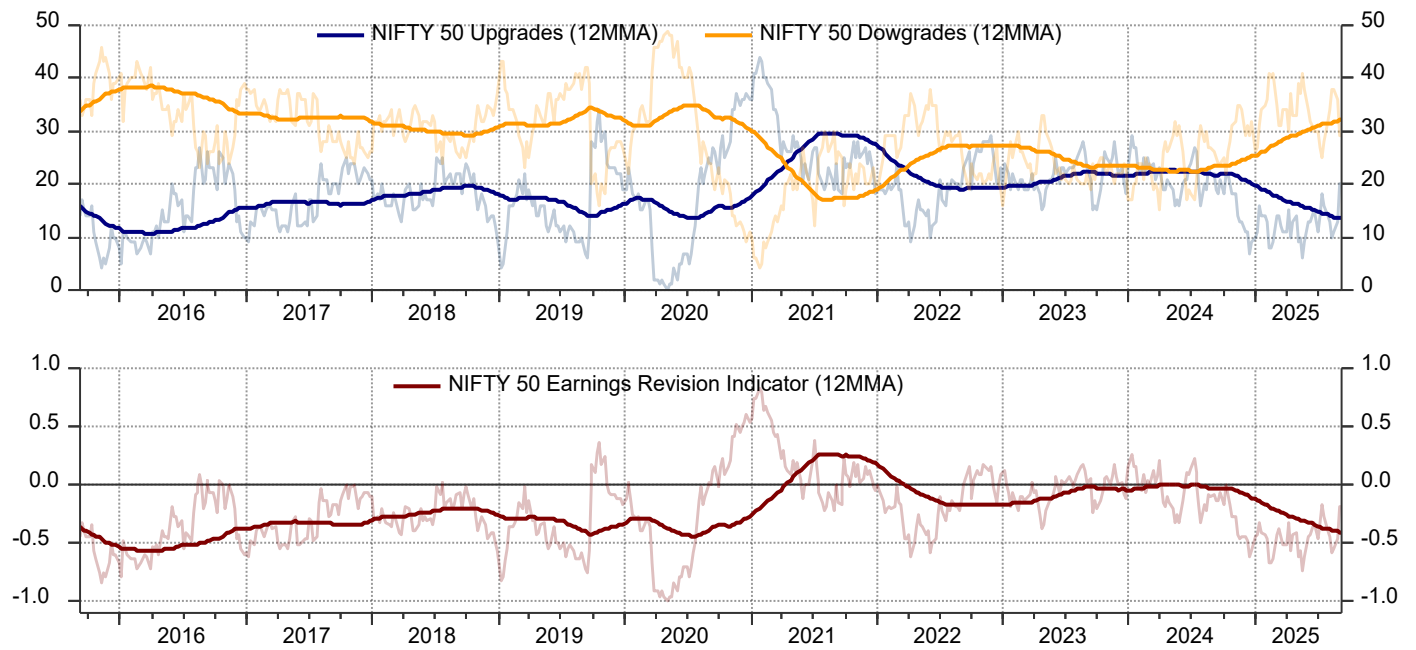 NIFTY 50 Upgrades (12MMA) NIFTY 50 Dowgrades (12MMA)
50 50
40 40
30 30
20 20
10 10
0 0
2016 2017 2018 2019 2020 2021 2022 2023 2024 2025
1.0 1.0
NIFTY 50 Earnings Revision Indicator (12MMA)
0.5 0.5
0.0 0.0
-0.5 -0.5
-1.0 -1.0
2016 2017 2018 2019 2020 2021 2022 2023 2024 2025